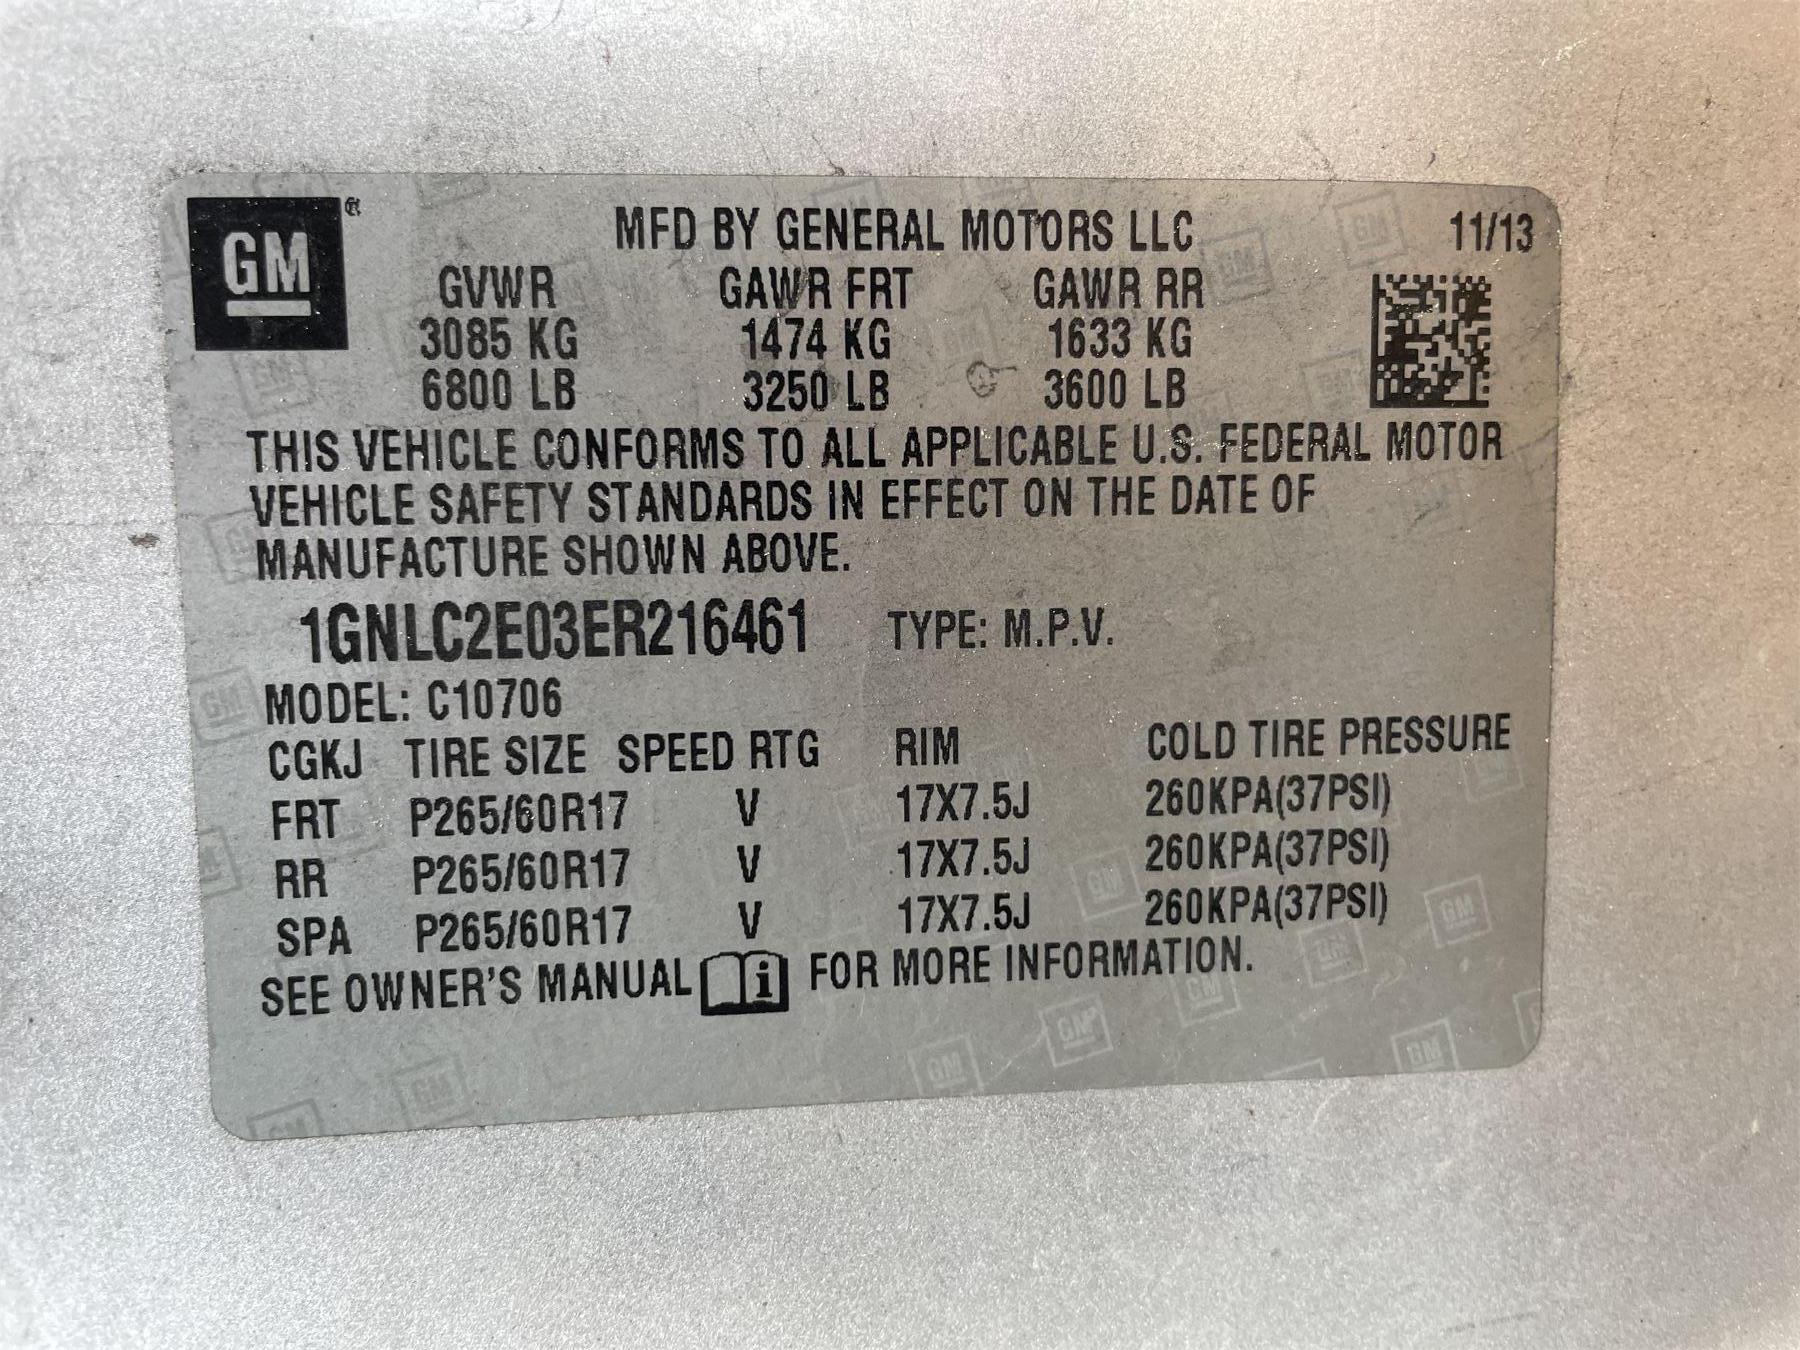 GM
MFD BY GENERAL MOTORS LLC 11/13
GVWR GAWR FRT GAWR RR
3085 KG 1474 KG 1633 KG
6800 LB 3250 LB 3600 LB
THIS VEHICLE CONFORMS TO ALL APPLICABLE U.S. FEDERAL MOTOR
VEHICLE SAFETY STANDARDS IN EFFECT ON THE DATE OF
MANUFACTURE SHOWN ABOVE.
1GNLC2E03ER216461 TYPE: M.P.V.
MODEL: C10706
CGKJ TIRE SIZE SPEED RTG RIM COLD TIRE PRESSURE
FRT P265/60R17 V 17X7.5J 260KPA(37PSI)
RR P265/60R17 V 17X7.5J 260KPA(37PSI)
SPA P265/60R17 V 17X7.5J 260KPA(37PSI)
SEE OWNER'S MANUAL i FOR MORE INFORMATION.